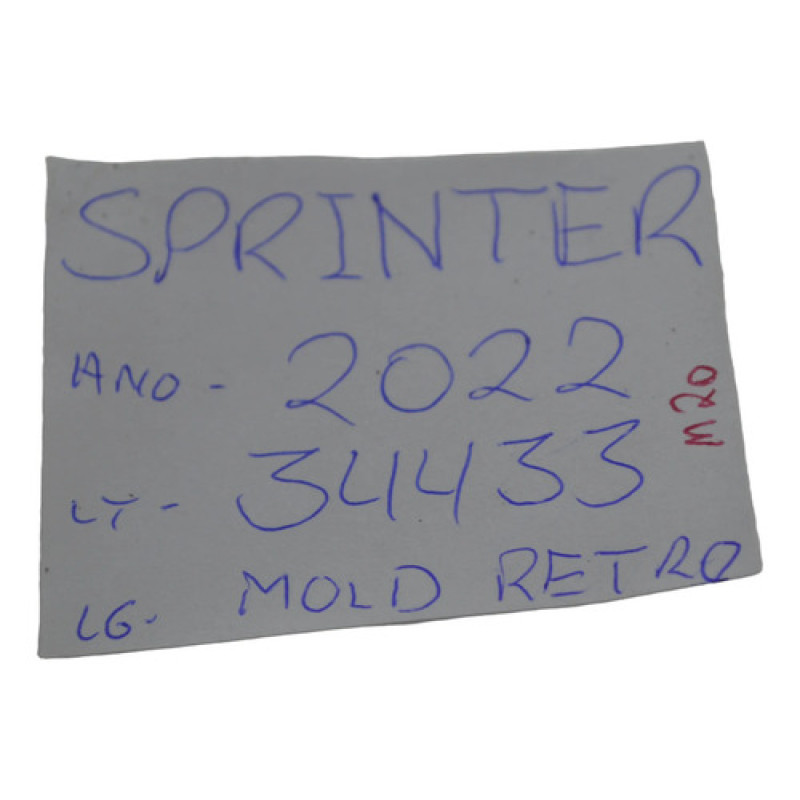 SPRINTER
ANO - 2022
LT - 34433
LG. MOLD RETRO
M20